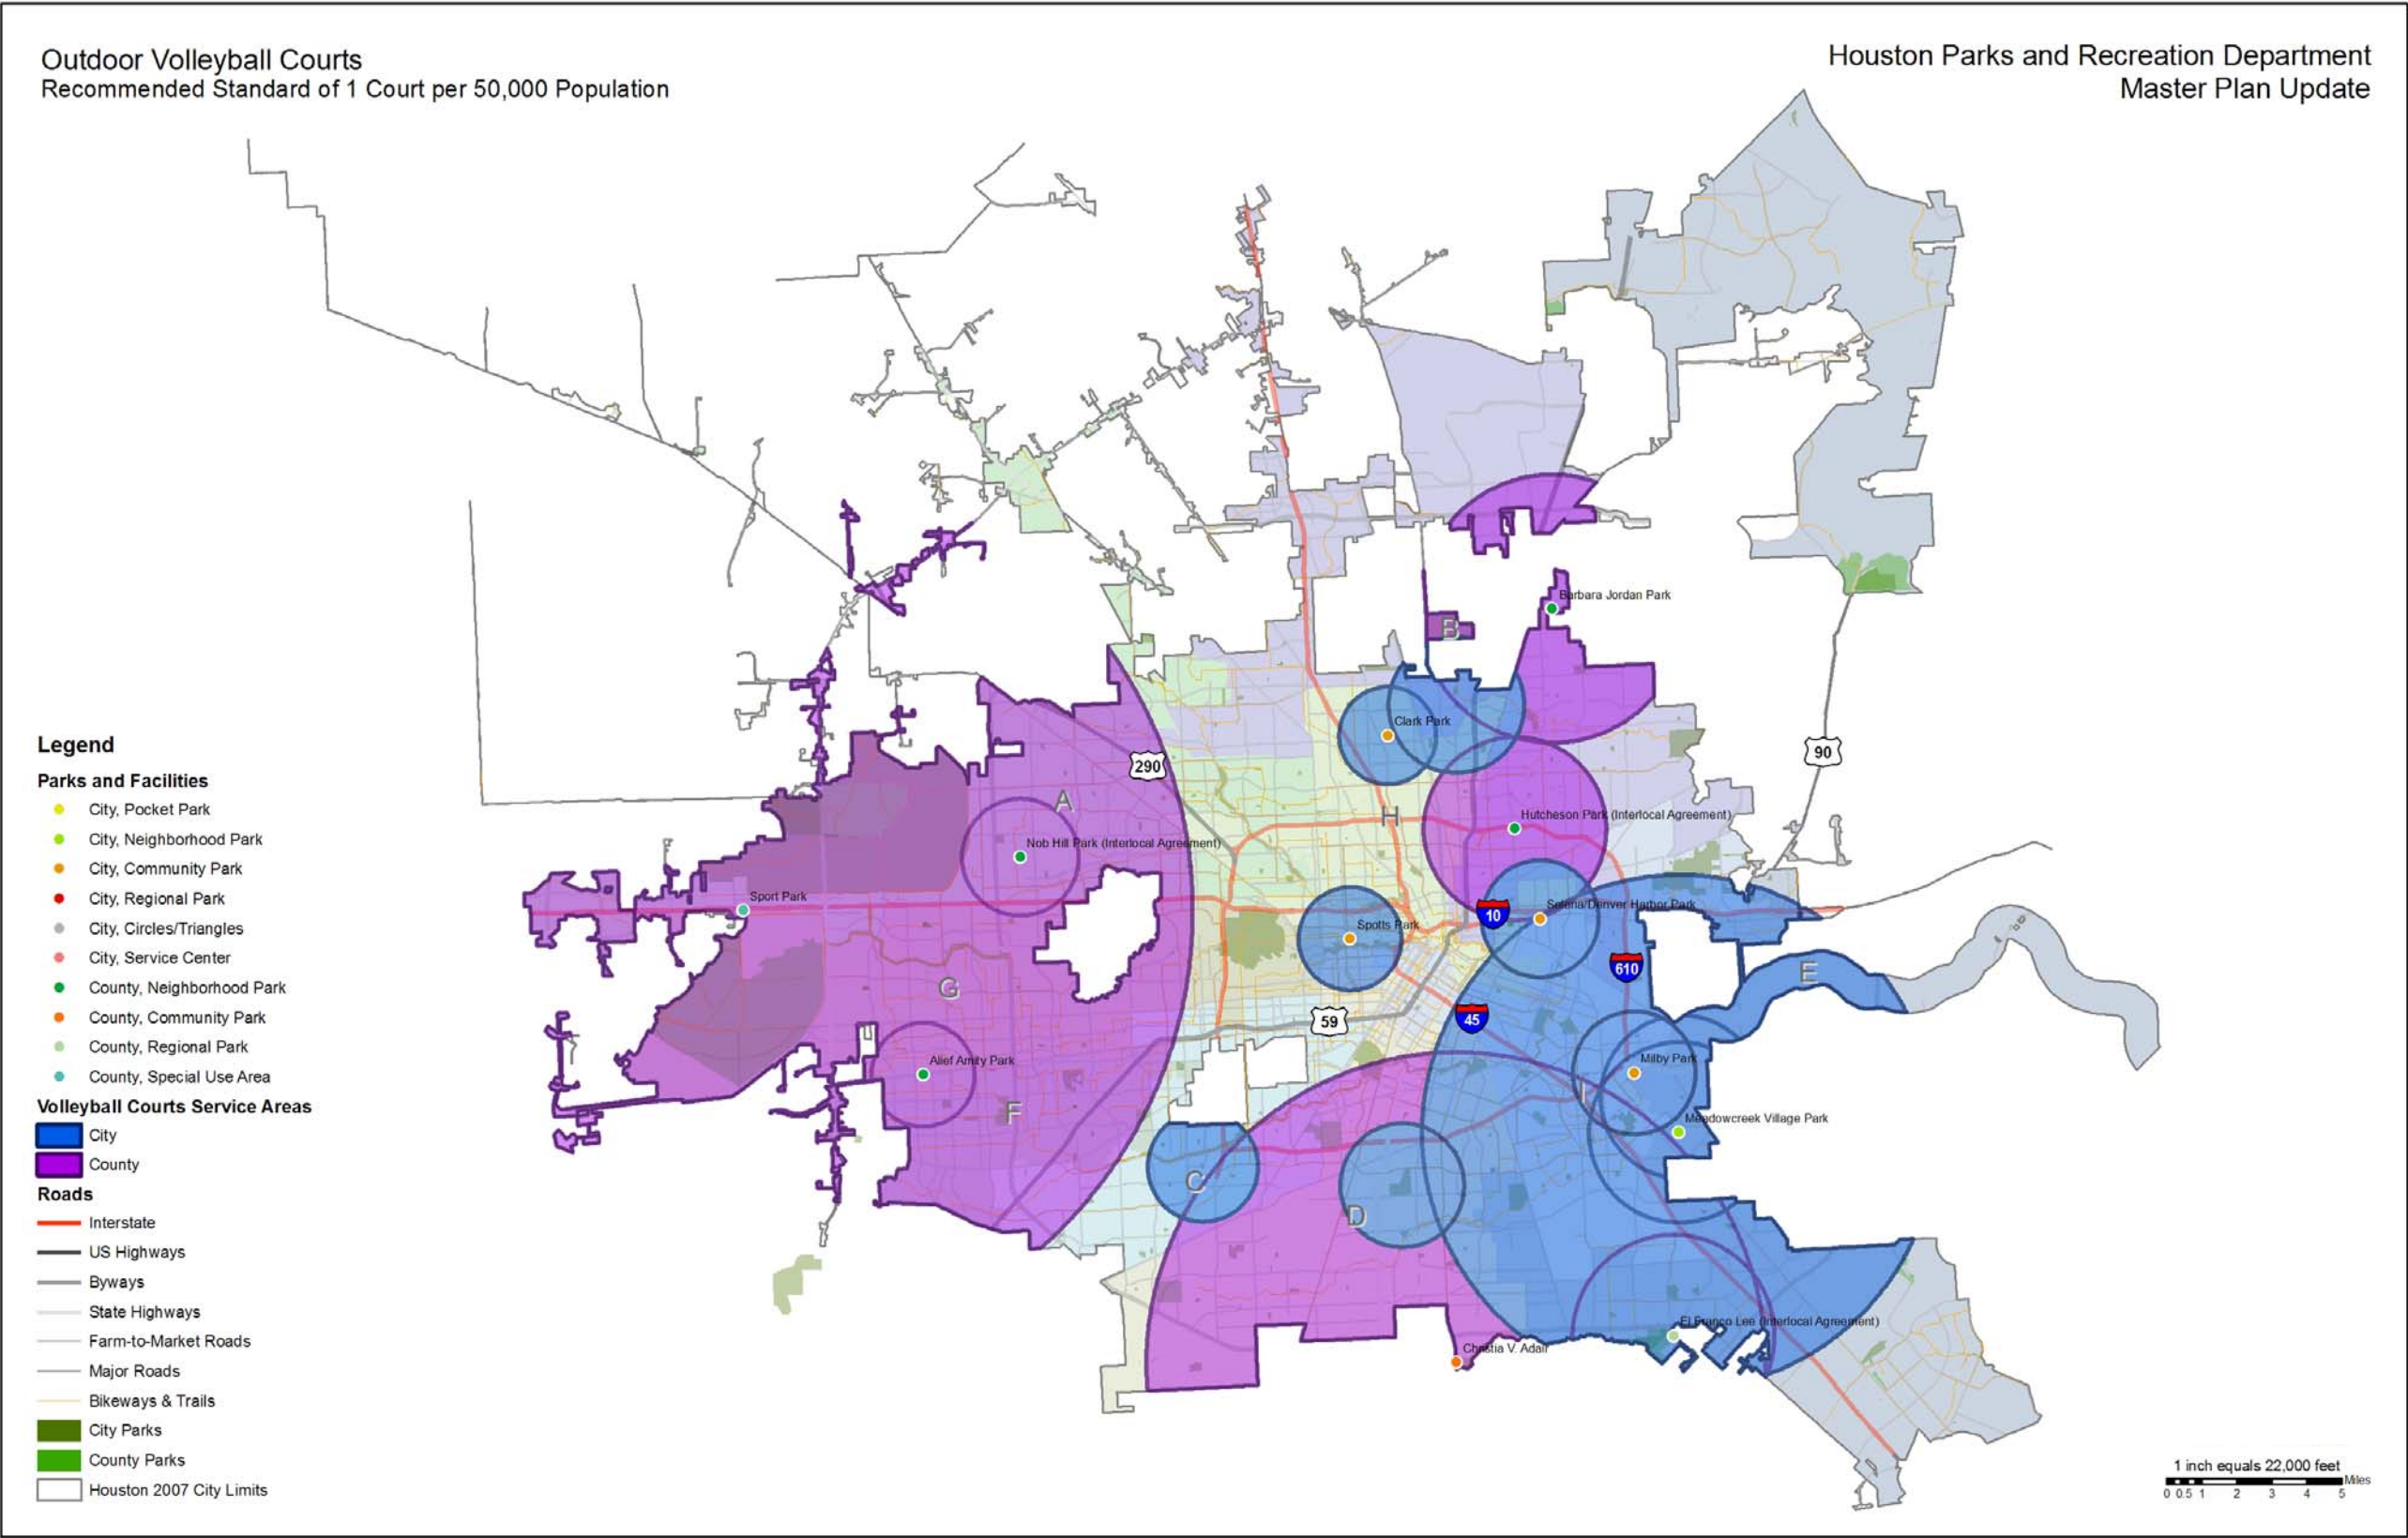 Outdoor Volleyball Courts
Recommended Standard of 1 Court per 50,000 Population
Houston Parks and Recreation Department
Master Plan Update
Barbara Jordan Park
B
Clark Park
290
90
A
H
Hutcheson Park (Interlocal Agreement)
Nob Hill Park (Interlocal Agreement)
Sport Park
Selena/Denver Harbor Park
10
Spotts Park
610
E
G
59
45
Alief Amity Park
Milby Park
I
F
Meadowcreek Village Park
C
D
El Franco Lee (Interlocal Agreement)
Christia V. Adair
Legend
Parks and Facilities
City, Pocket Park
City, Neighborhood Park
City, Community Park
City, Regional Park
City, Circles/Triangles
City, Service Center
County, Neighborhood Park
County, Community Park
County, Regional Park
County, Special Use Area
Volleyball Courts Service Areas
City
County
Roads
Interstate
US Highways
Byways
State Highways
Farm-to-Market Roads
Major Roads
Bikeways & Trails
City Parks
County Parks
Houston 2007 City Limits
1 inch equals 22,000 feet
Miles
0 0.5 1 2 3 4 5